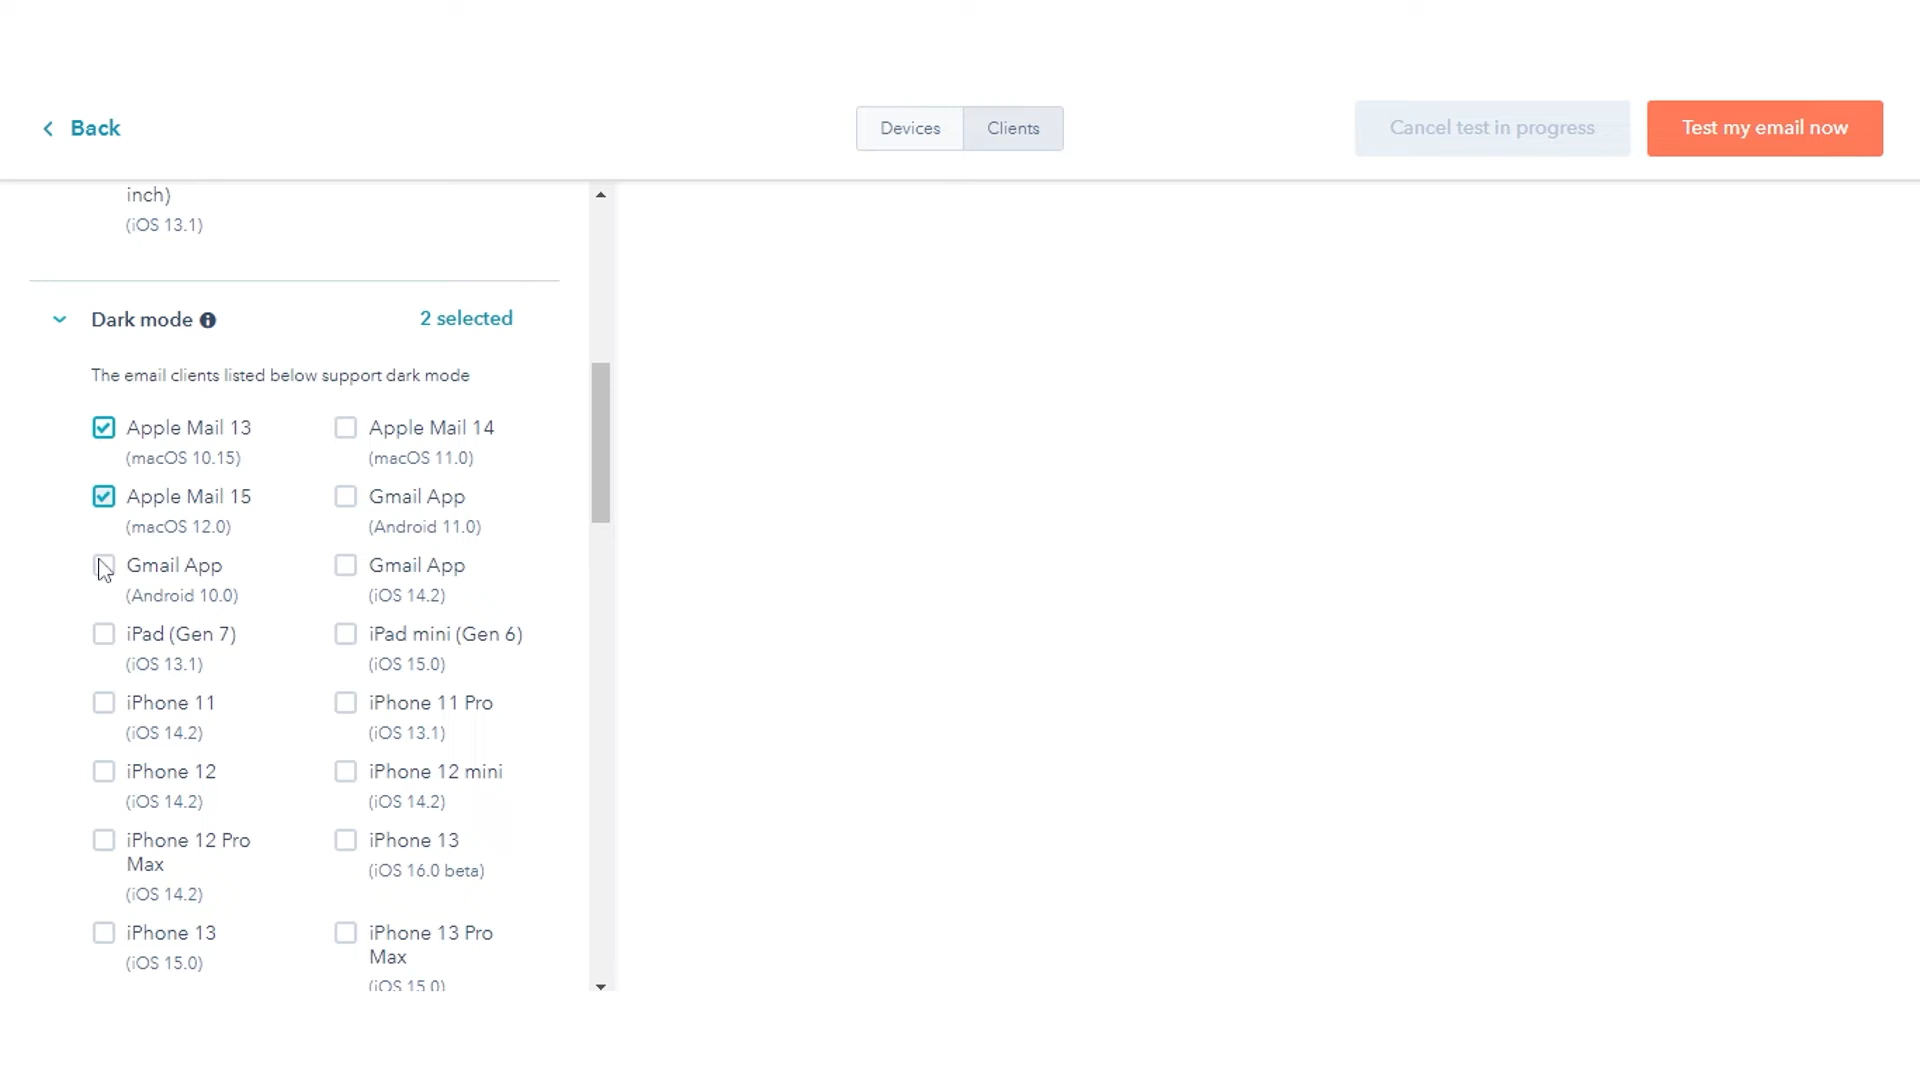 Back
Devices
Clients
Cancel test in progress
Test my email now
inch)
(iOS 13.1)
Dark mode
2 selected
The email clients listed below support dark mode
Apple Mail 13
(macOS 10.15)
Apple Mail 14
(macOS 11.0)
Apple Mail 15
(macOS 12.0)
Gmail App
(Android 11.0)
Gmail App
(Android 10.0)
Gmail App
(iOS 14.2)
iPad (Gen 7)
(iOS 13.1)
iPad mini (Gen 6)
(iOS 15.0)
iPhone 11
(iOS 14.2)
iPhone 11 Pro
(iOS 13.1)
iPhone 12
(iOS 14.2)
iPhone 12 mini
(iOS 14.2)
iPhone 12 Pro
Max
(iOS 14.2)
iPhone 13
(iOS 16.0 beta)
iPhone 13
(iOS 15.0)
iPhone 13 Pro
Max
(iOS 15.0)